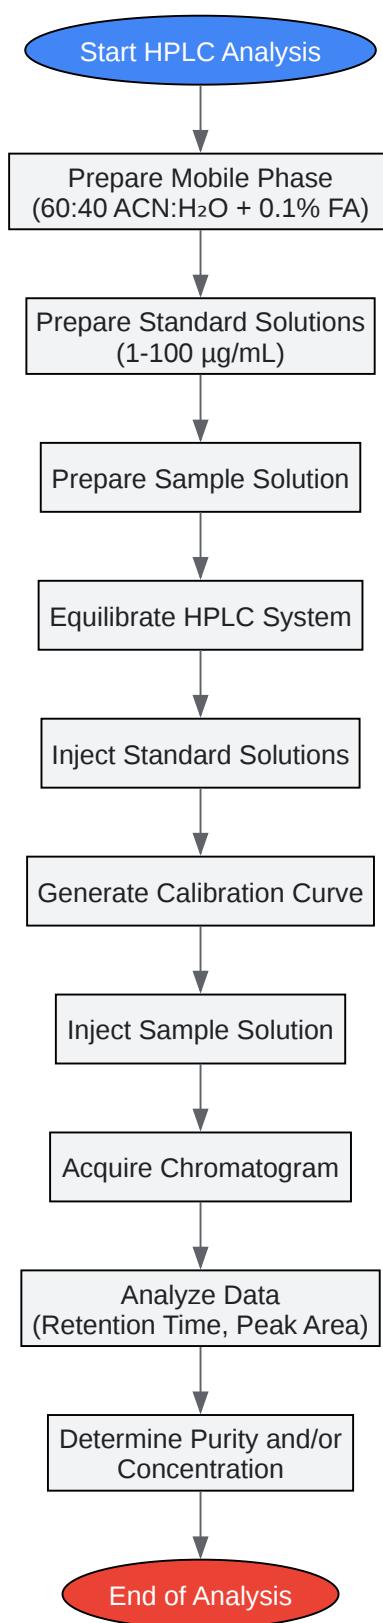 Start HPLC Analysis
Prepare Mobile Phase
(60:40 ACN:H₂O + 0.1% FA)
Prepare Standard Solutions
(1-100 µg/mL)
Prepare Sample Solution
Equilibrate HPLC System
Inject Standard Solutions
Generate Calibration Curve
Inject Sample Solution
Acquire Chromatogram
Analyze Data
(Retention Time, Peak Area)
Determine Purity and/or
Concentration
End of Analysis